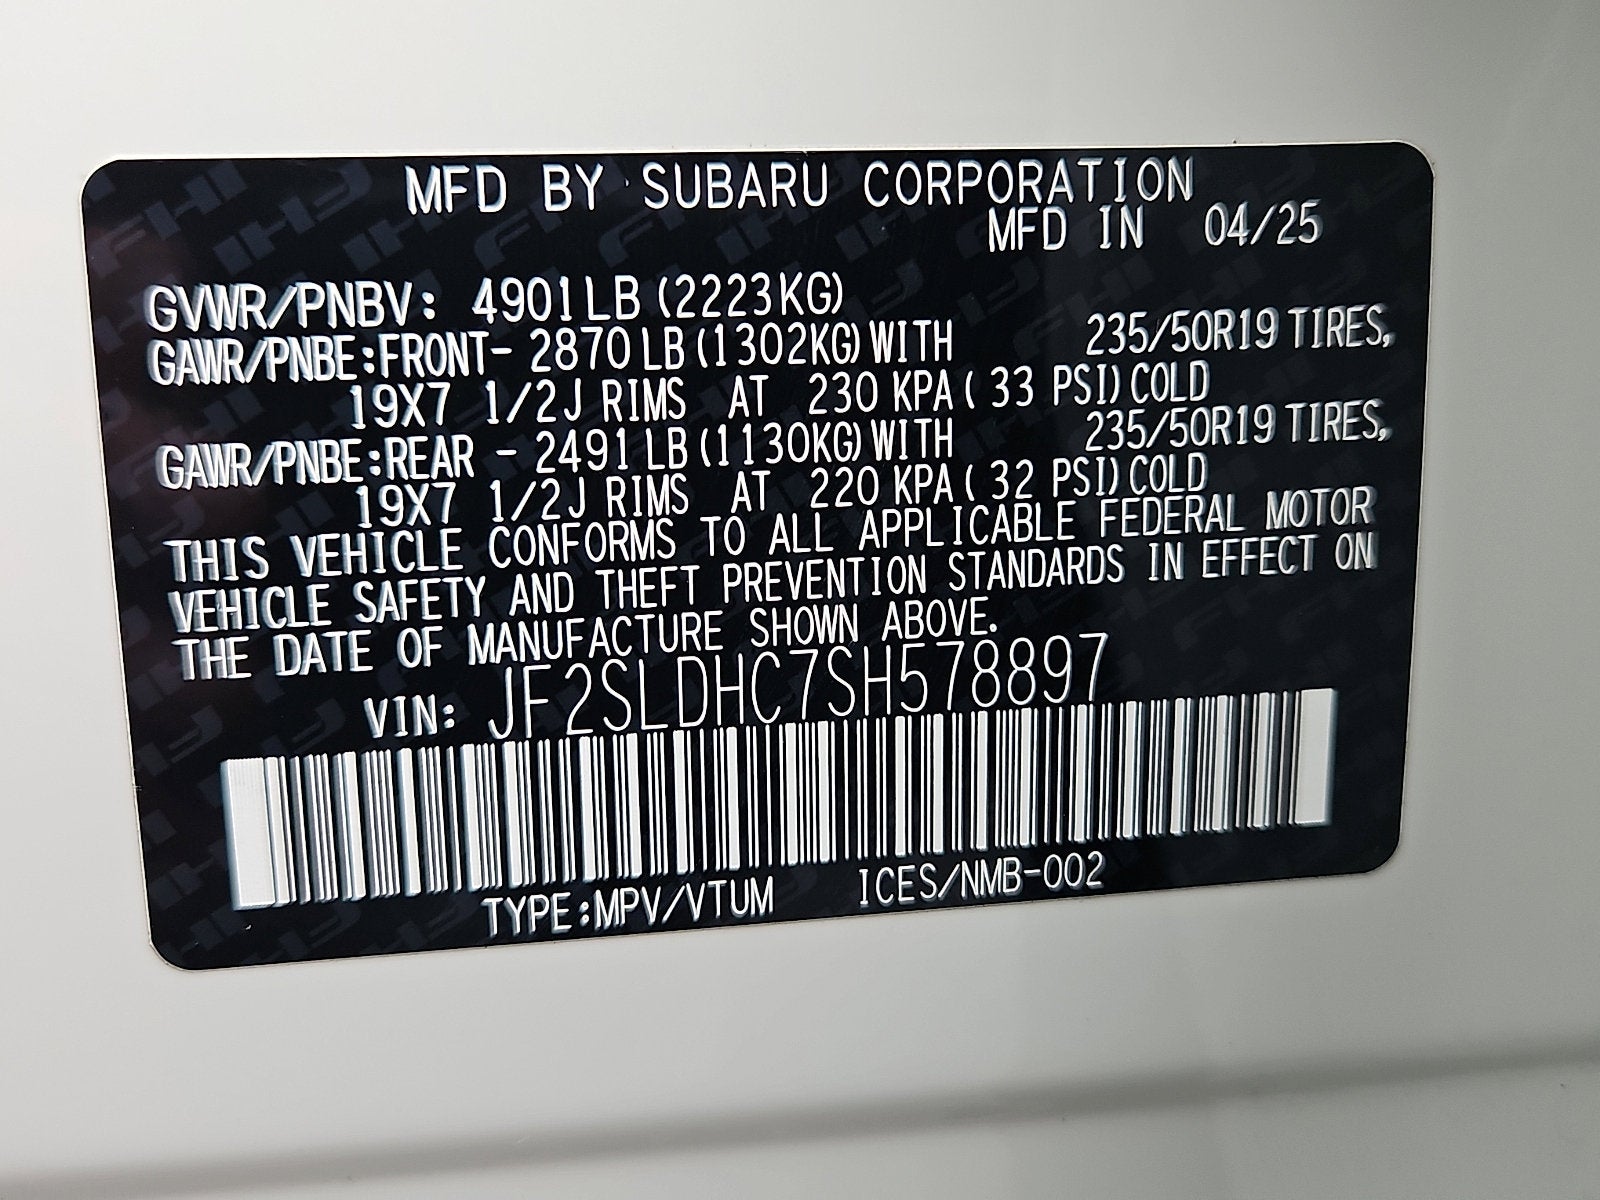 MFD BY SUBARU CORPORATION
MFD IN 04/25
GVWR/PNBV: 4901LB (2223KG)
GAWR/PNBE:FRONT- 2870LB (1302KG) WITH 235/50R19 TIRES,
19X7 1/2J RIMS AT 230 KPA( 33 PSI) COLD
GAWR/PNBE:REAR - 2491LB (1130KG) WITH 235/50R19 TIRES,
19X7 1/2J RIMS AT 220 KPA( 32 PSI) COLD
THIS VEHICLE CONFORMS TO ALL APPLICABLE FEDERAL MOTOR
VEHICLE SAFETY AND THEFT PREVENTION STANDARDS IN EFFECT ON
THE DATE OF MANUFACTURE SHOWN ABOVE.
VIN: JF2SLDHC7SH578897
TYPE:MPV/VTUM ICES/NMB-002